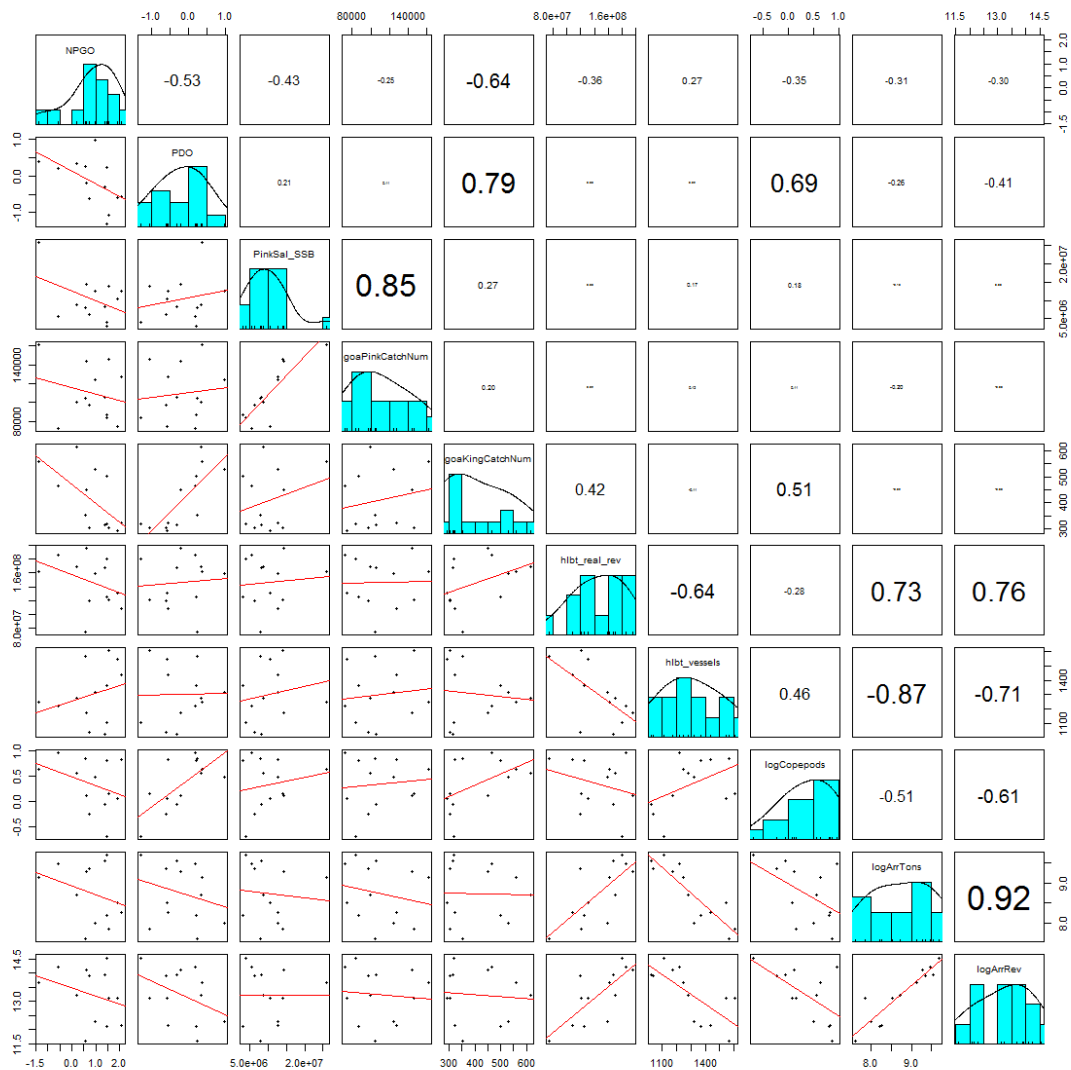 -1.0 0.0 1.0 80000 140000 8.0e+07 1.6e+08 -0.5 0.0 0.5 1.0 11.5 13.0 14.5
NPGO -0.53 -0.43 -0.25 -0.64 -0.36 0.27 -0.35 -0.31 -0.30 -1.5 0.0 1.0 2.0
-1.0 0.0 1.0 PDO 0.21 0.79 0.69 -0.26 -0.41
PinkSal_SSB 0.85 0.27 0.17 0.18 5.0e+06 2.0e+07
80000 140000 goaPinkCatchNum 0.20 -0.20
goaKingCatchNum 0.42 0.51 300 400 500 600
8.0e+07 1.6e+08 hlbt_real_rev -0.64 -0.28 0.73 0.76
hlbt_vessels 0.46 -0.87 -0.71 1100 1400
-0.5 0.0 0.5 1.0 logCopepods -0.51 -0.61
logArrTons 0.92 8.0 9.0
11.5 13.0 14.5 logArrRev
-1.5 0.0 1.0 2.0 5.0e+06 2.0e+07 300 400 500 600 1100 1400 8.0 9.0